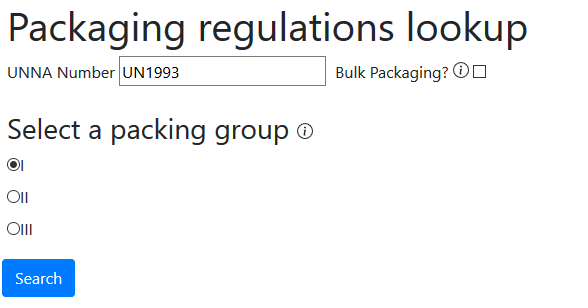 Packaging regulations lookup
UNNA Number UN1993 Bulk Packaging?
Select a packing group
I
II
III
Search